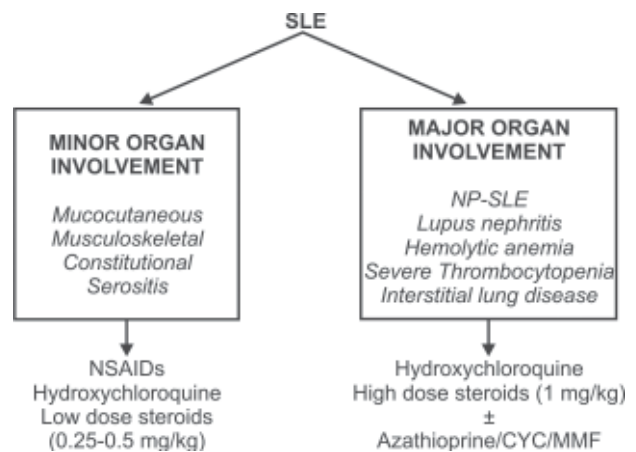 SLE
MINOR ORGAN
INVOLVEMENT
Mucocutaneous
Musculoskeletal
Constitutional
Serositis
NSAIDs
Hydroxychloroquine
Low dose steroids
(0.25-0.5 mg/kg)
MAJOR ORGAN
INVOLVEMENT
NP-SLE
Lupus nephritis
Hemolytic anemia
Severe Thrombocytopenia
Interstitial lung disease
Hydroxychloroquine
High dose steroids (1 mg/kg)
±
Azathioprine/CYC/MMF